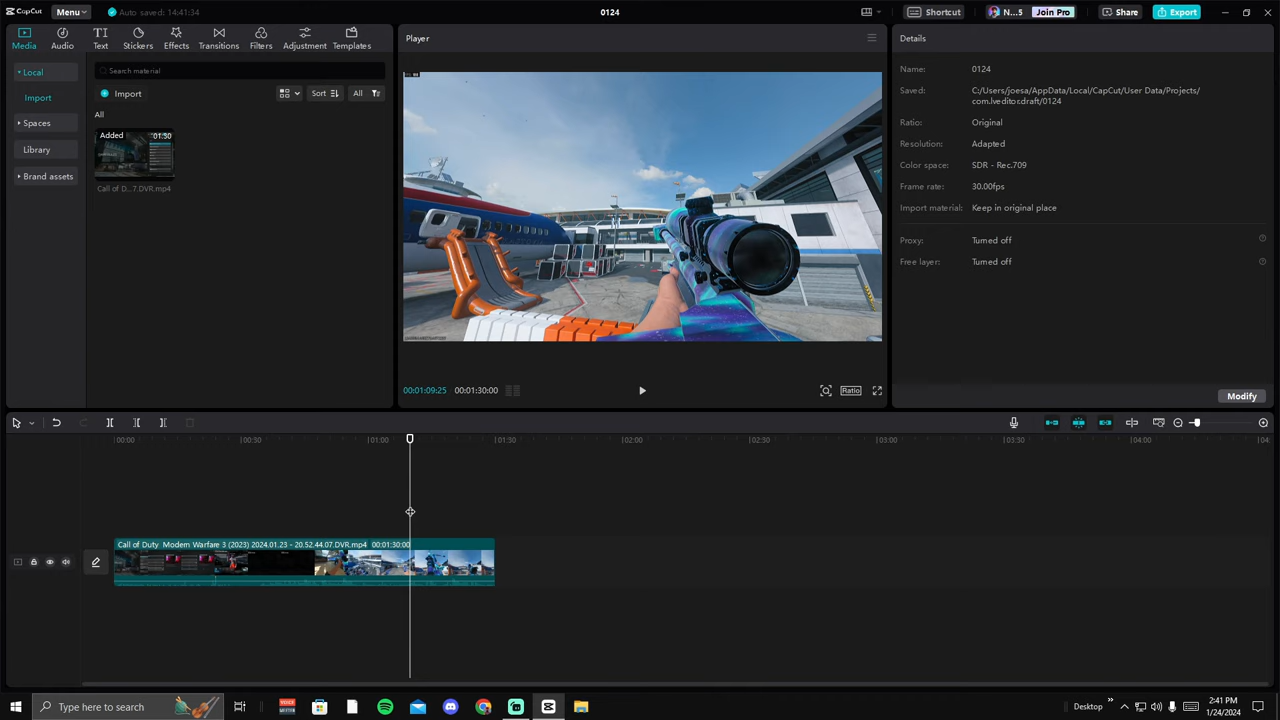 CapCut
Menu
Auto saved: 14:41:34
0124
Shortcut
N...5
Join Pro
Share
Export
Media
Audio
Text
Stickers
Effects
Transitions
Filters
Adjustment
Templates
Player
Details
Local
Import
Spaces
Library
Brand assets
Search material
Import
Sort
All
All
Added
01:30
Call of D...7.DVR.mp4
00:01:09:25
00:01:30:00
Ratio
Name:
0124
Saved:
C:/Users/joesa/AppData/Local/CapCut/User Data/Projects/
com.lveditor.draft/0124
Ratio:
Original
Resolution:
Adapted
Color space:
SDR - Rec.709
Frame rate:
30.00fps
Import material:
Keep in original place
Proxy:
Turned off
Free layer:
Turned off
Modify
00:00
00:30
01:00
01:30
02:00
02:30
03:00
03:30
04:00
04:
Call of Duty Modern Warfare 3 (2023) 2024.01.23 - 20.52.44.07.DVR.mp4 00:01:30:00
Type here to search
Desktop
2:41 PM
1/24/2024